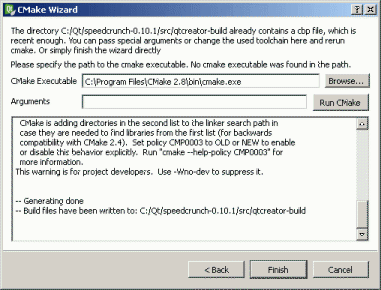 CMake Wizard
The directory C:/Qt/speedcrunch-0.10.1/src/qtcreator-build already contains a cbp file, which is
recent enough. You can pass special arguments or change the used toolchain here and rerun
cmake. Or simply finish the wizard directly
Please specify the path to the cmake executable. No cmake executable was found in the path.
CMake Executable C:\Program Files\CMake 2.8\bin\cmake.exe Browse...
Arguments Run CMake
CMake is adding directories in the second list to the linker search path in
case they are needed to find libraries from the first list (for backwards
compatibility with CMake 2.4). Set policy CMP0003 to OLD or NEW to enable
or disable this behavior explicitly. Run "cmake --help-policy CMP0003" for
more information.
This warning is for project developers. Use -Wno-dev to suppress it.
-- Generating done
-- Build files have been written to: C:/Qt/speedcrunch-0.10.1/src/qtcreator-build
< Back Finish Cancel